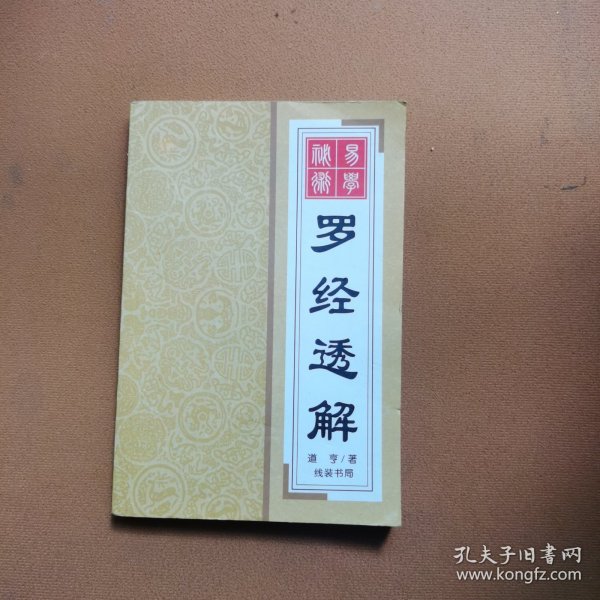 易學
祕術
罗经透解
道亨/著
线装书局
孔夫子旧书网
www.kongfz.com